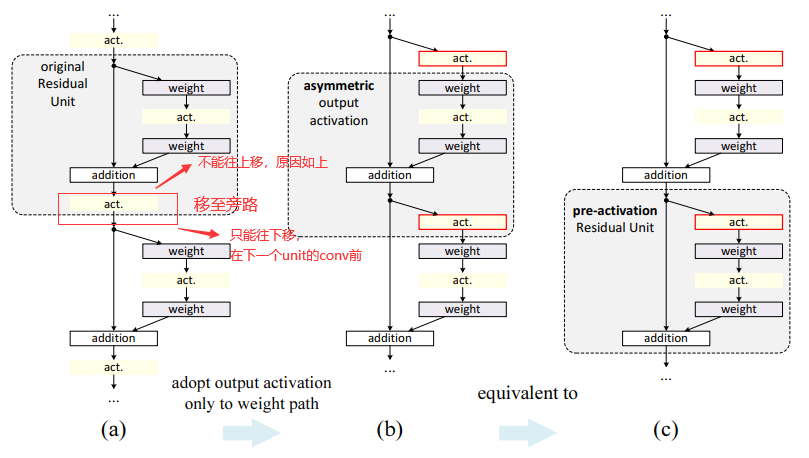 ...
act.
original
Residual
Unit
weight
act.
weight
addition
不能往上移，原因如上
act.
移至旁路
只能往下移，
在下一个unit的conv前
weight
act.
weight
addition
act.
...
(a)
adopt output activation
only to weight path
...
act.
asymmetric
output
activation
weight
act.
weight
addition
act.
weight
act.
weight
addition
...
(b)
equivalent to
...
act.
weight
act.
weight
addition
pre-activation
Residual Unit
act.
weight
act.
weight
addition
...
(c)